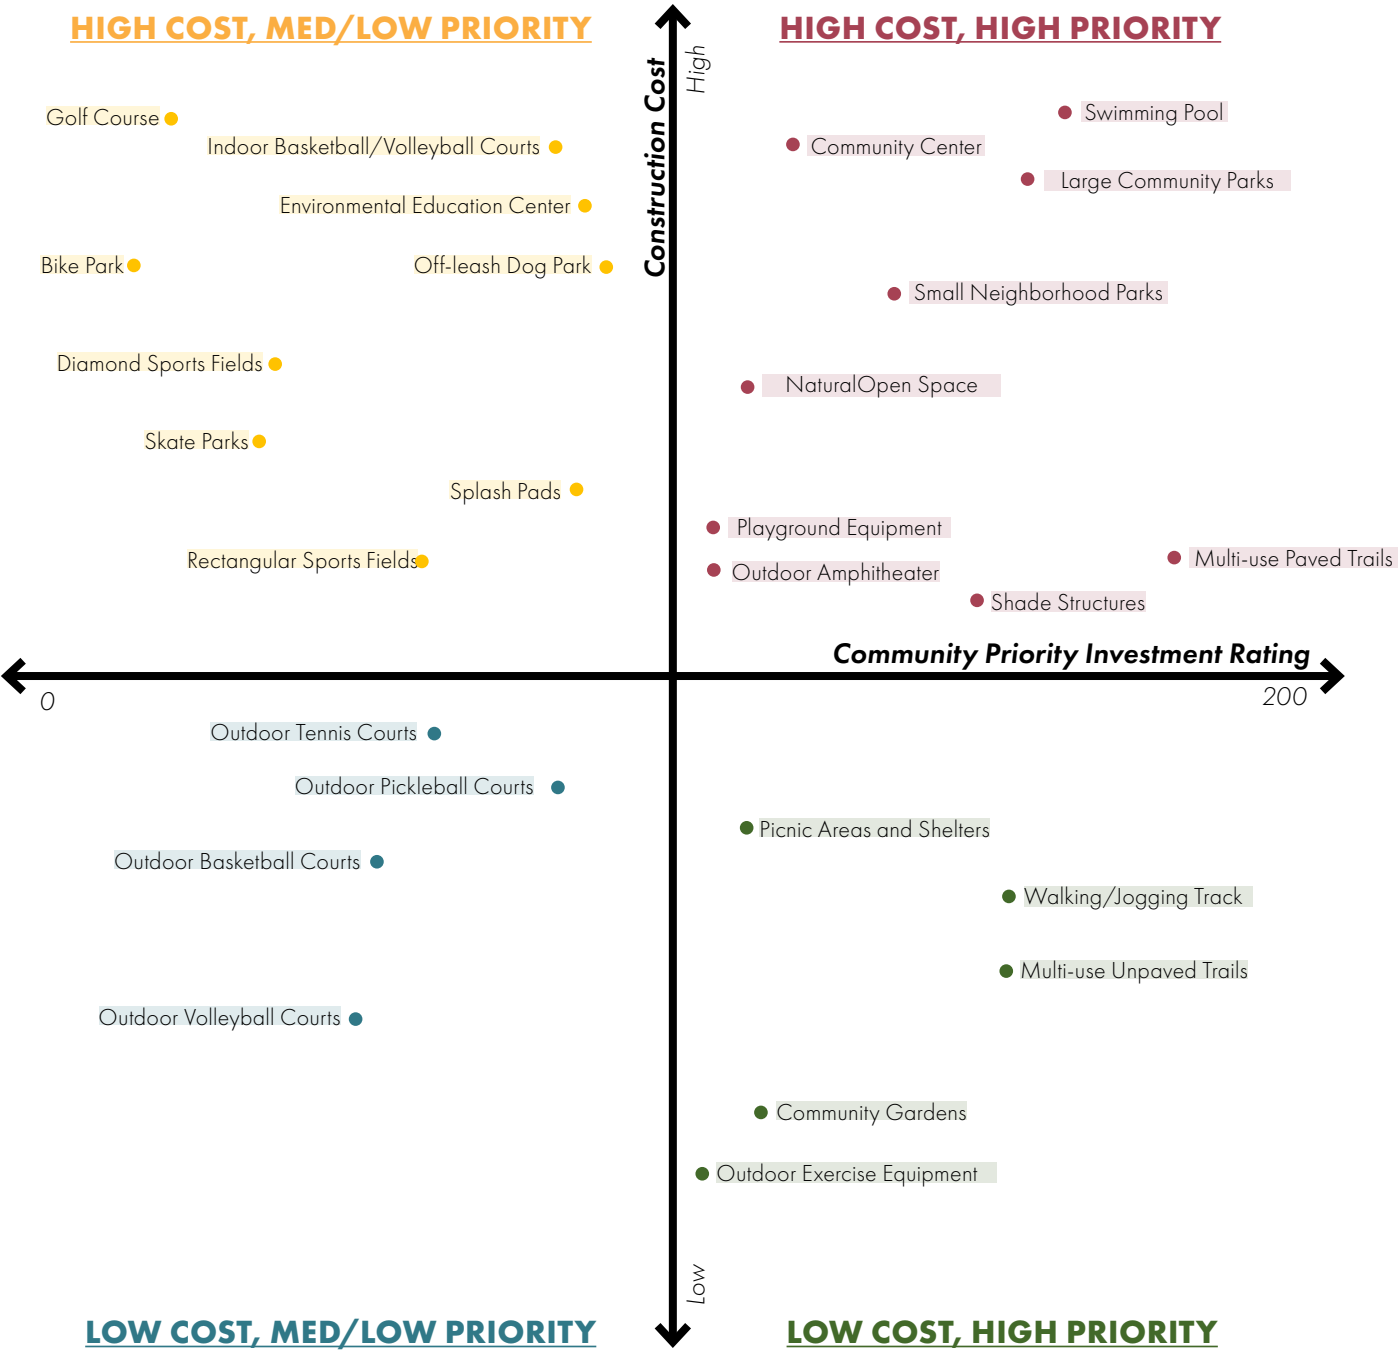 HIGH COST, MED/LOW PRIORITY
HIGH COST, HIGH PRIORITY
High
Construction Cost
Golf Course
Indoor Basketball/Volleyball Courts
Environmental Education Center
Bike Park
Off-leash Dog Park
Diamond Sports Fields
Skate Parks
Splash Pads
Rectangular Sports Fields
Swimming Pool
Community Center
Large Community Parks
Small Neighborhood Parks
NaturalOpen Space
Playground Equipment
Multi-use Paved Trails
Outdoor Amphitheater
Shade Structures
Community Priority Investment Rating
0
200
Outdoor Tennis Courts
Outdoor Pickleball Courts
Outdoor Basketball Courts
Outdoor Volleyball Courts
Picnic Areas and Shelters
Walking/Jogging Track
Multi-use Unpaved Trails
Community Gardens
Outdoor Exercise Equipment
Low
LOW COST, MED/LOW PRIORITY
LOW COST, HIGH PRIORITY